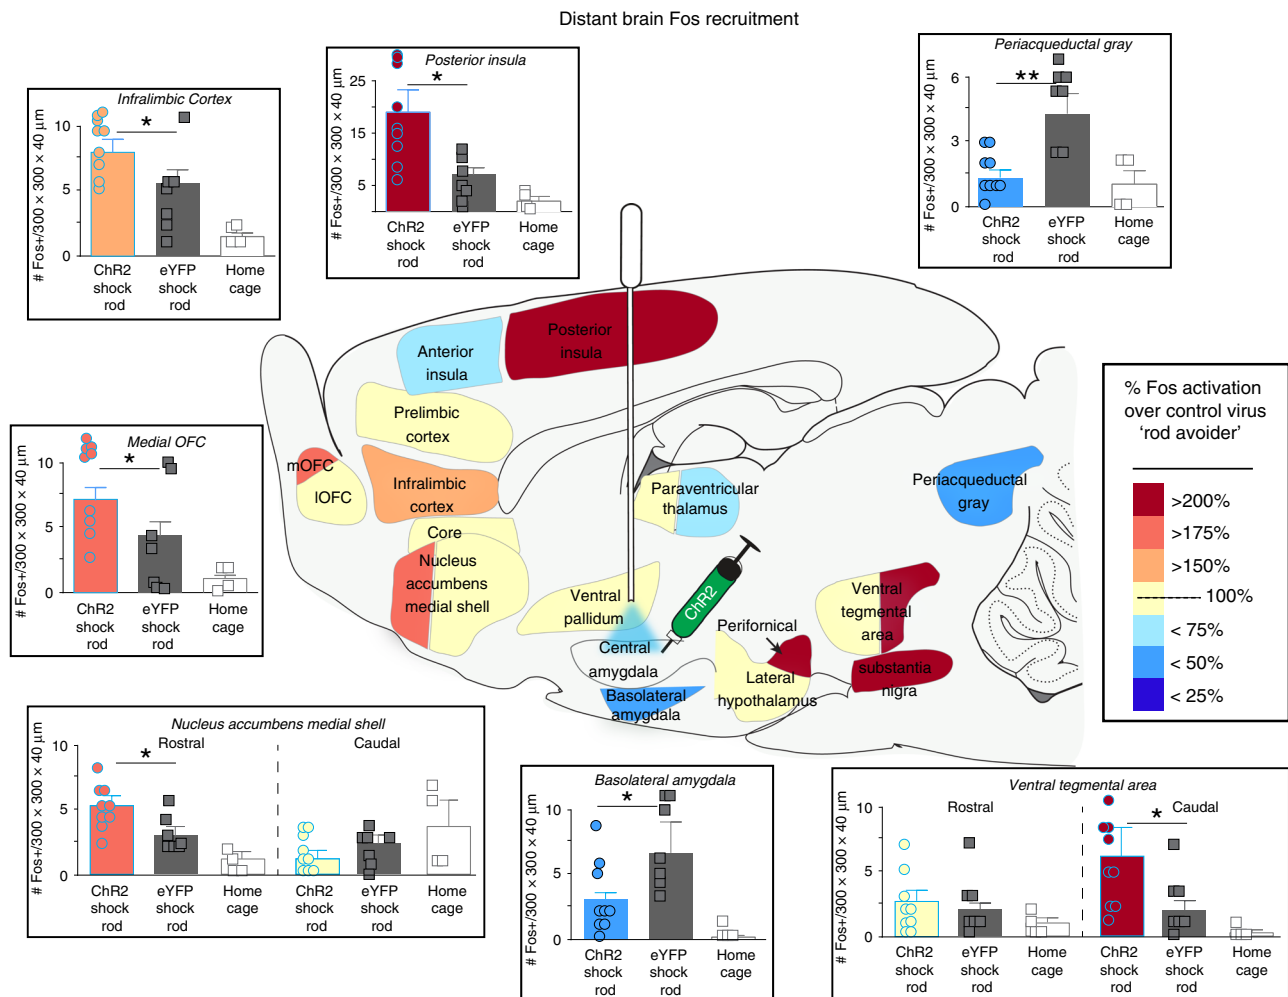 Distant brain Fos recruitment
Infralimbic Cortex
# Fos+/300 × 300 × 40 µm
10
5
0
*
ChR2 shock rod
eYFP shock rod
Home cage
Posterior insula
# Fos+/300 × 300 × 40 µm
25
15
5
*
ChR2 shock rod
eYFP shock rod
Home cage
Periacqueductal gray
# Fos+/300 × 300 × 40 µm
6
3
0
**
ChR2 shock rod
eYFP shock rod
Home cage
Medial OFC
# Fos+/300 × 300 × 40 µm
10
5
0
*
ChR2 shock rod
eYFP shock rod
Home cage
Anterior insula
Posterior insula
Prelimbic cortex
mOFC
lOFC
Infralimbic cortex
Core
Nucleus accumbens medial shell
Paraventricular thalamus
Periacqueductal gray
Ventral pallidum
ChR2
Central amygdala
Basolateral amygdala
Perifornical
Lateral hypothalamus
Ventral tegmental area
substantia nigra
% Fos activation
over control virus
'rod avoider'
>200%
>175%
>150%
100%
< 75%
< 50%
< 25%
Nucleus accumbens medial shell
Rostral
Caudal
# Fos+/300 × 300 × 40 µm
10
5
0
*
ChR2 shock rod
eYFP shock rod
Home cage
ChR2 shock rod
eYFP shock rod
Home cage
Basolateral amygdala
# Fos+/300 × 300 × 40 µm
10
5
0
*
ChR2 shock rod
eYFP shock rod
Home cage
Ventral tegmental area
Rostral
Caudal
# Fos+/300 × 300 × 40 µm
10
5
0
*
ChR2 shock rod
eYFP shock rod
Home cage
ChR2 shock rod
eYFP shock rod
Home cage